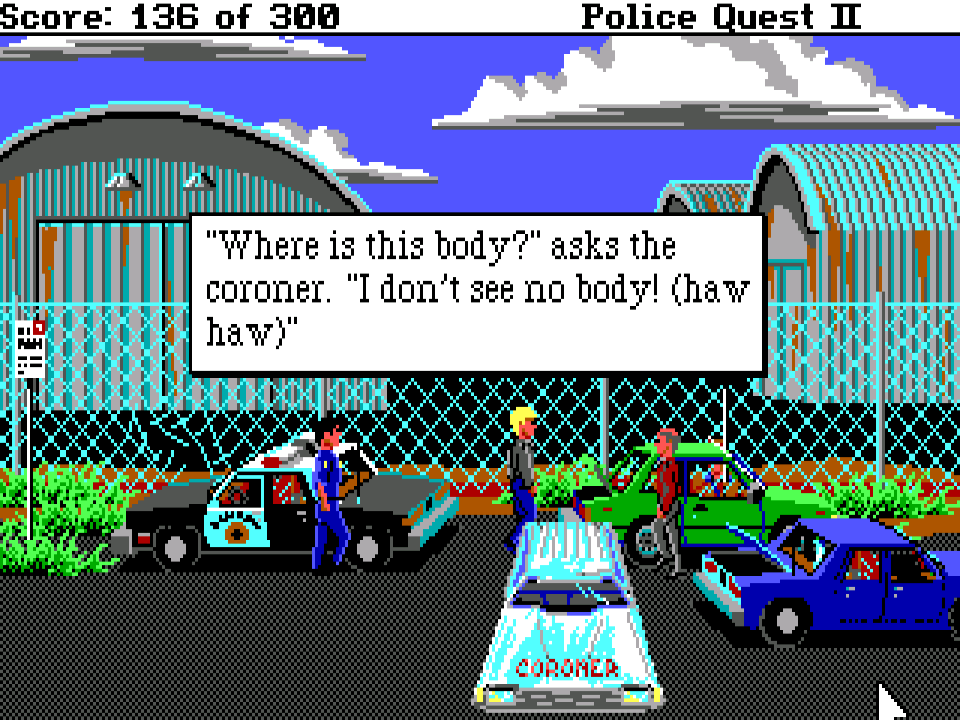 Score: 136 of 300 Police Quest II
"Where is this body?" asks the
coroner. "I don't see no body! (haw
haw)"
CORONER